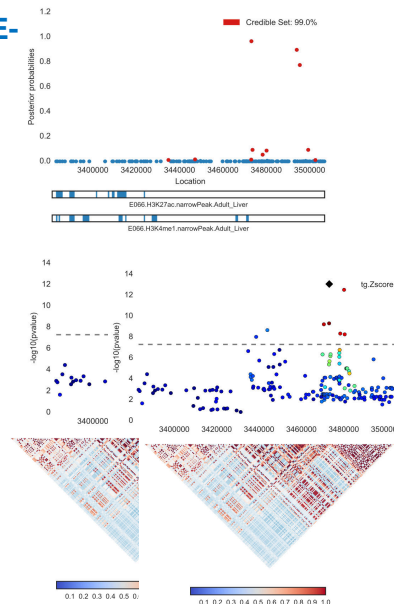 1.2
Credible Set: 99.0%
1.0
0.8
0.6
0.4
0.2
0.0
Posterior probabilities
3400000 3420000 3440000 3460000 3480000 3500000
Location
E066.H3K27ac.narrowPeak.Adult_Liver
E066.H3K4me1.narrowPeak.Adult_Liver
14
12
10
8
6
4
2
0
-log10(pvalue)
3400000
14
tg.Zscore
12
10
8
6
4
2
0
-log10(pvalue)
3400000 3420000 3440000 3460000 3480000 350000
0.1 0.2 0.3 0.4 0.5
0.1 0.2 0.3 0.4 0.5 0.6 0.7 0.8 0.9 1.0